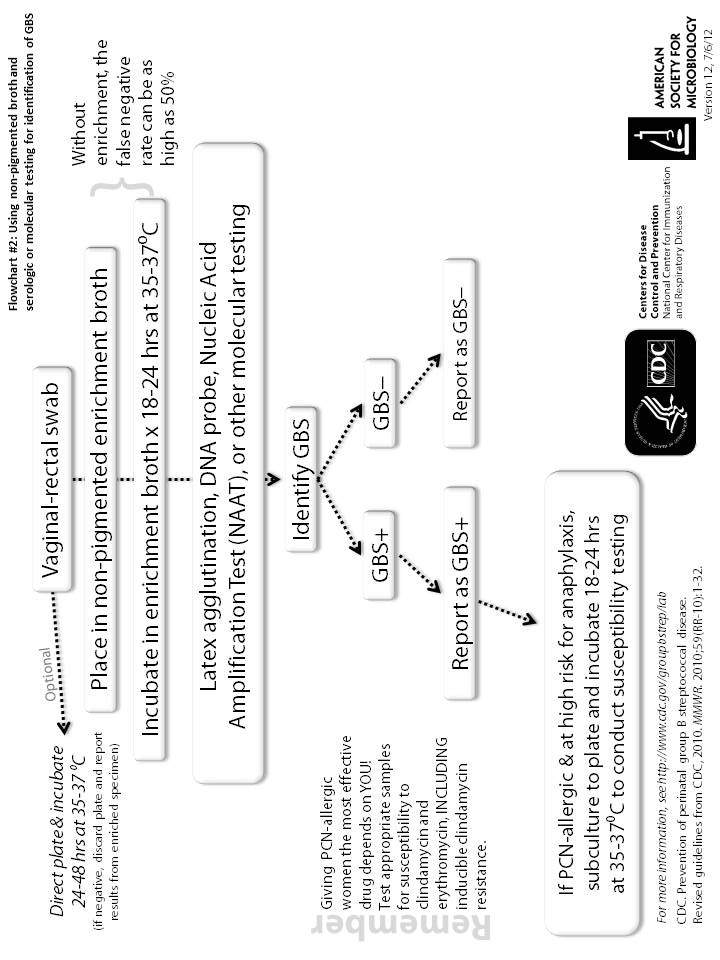 Flowchart #2: Using non-pigmented broth and
serologic or molecular testing for identification of GBS
Vaginal-rectal swab
Optional
Direct plate & incubate
24-48 hrs at 35-37 ⁰C
(if negative, discard plate and report
results from enriched specimen)
Place in non-pigmented enrichment broth
Incubate in enrichment broth x 18-24 hrs at 35-37⁰C
Without
enrichment, the
false negative
rate can be as
high as 50%
Latex agglutination, DNA probe, Nucleic Acid
Amplification Test (NAAT), or other molecular testing
Identify GBS
GBS+
GBS–
Report as GBS+
Report as GBS–
Remember
Giving PCN-allergic
women the most effective
drug depends on YOU!
Test appropriate samples
for susceptibility to
clindamycin and
erythromycin, INCLUDING
inducible clindamycin
resistance.
If PCN-allergic & at high risk for anaphylaxis,
subculture to plate and incubate 18-24 hrs
at 35-37⁰C to conduct susceptibility testing
For more information, see http://www.cdc.gov/groupbstrep/lab
CDC. Prevention of perinatal group B streptococcal disease.
Revised guidelines from CDC, 2010. MMWR. 2010;59(RR-10):1-32.
CDC
Centers for Disease
Control and Prevention
National Center for Immunization
and Respiratory Diseases
AMERICAN
SOCIETY FOR
MICROBIOLOGY
Version 12, 7/6/12